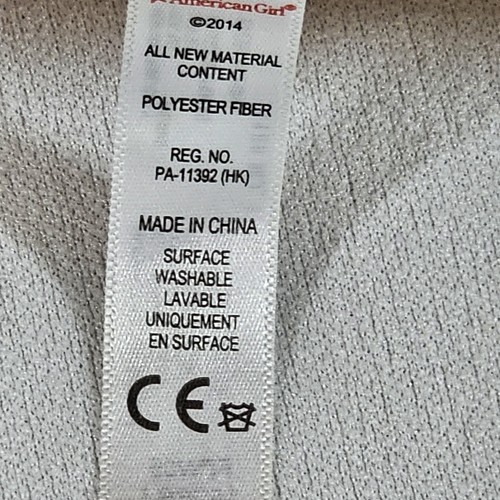 American Girl®
©2014
ALL NEW MATERIAL
CONTENT
POLYESTER FIBER
REG. NO.
PA-11392 (HK)
MADE IN CHINA
SURFACE
WASHABLE
LAVABLE
UNIQUEMENT
EN SURFACE
CE